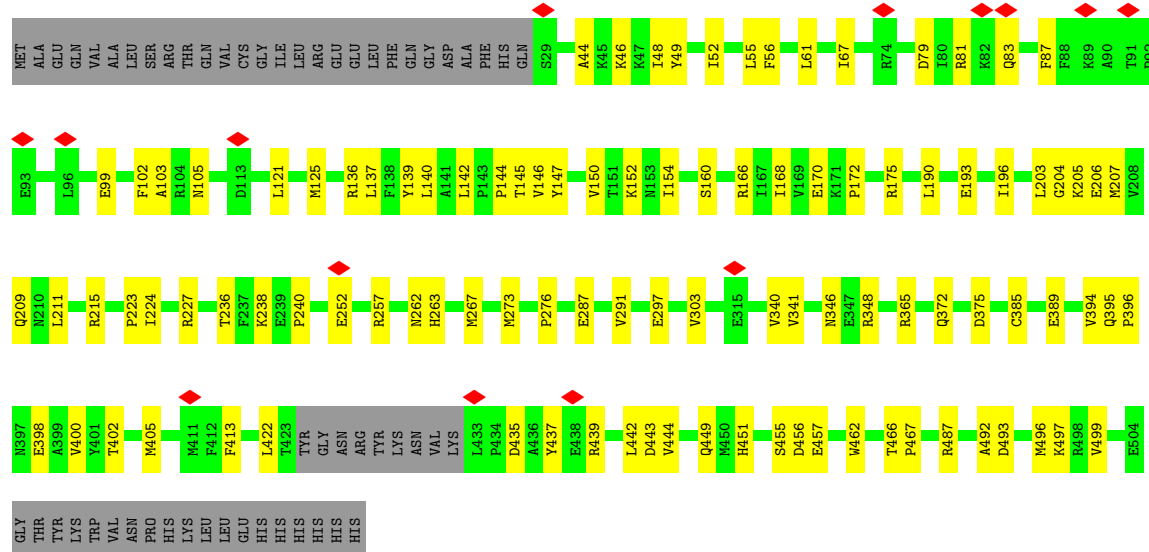 MET ALA GLU GLN VAL ALA LEU SER ARG THR GLN VAL CYS GLY ILE LEU ARG GLU GLU LEU PHE GLN GLY ASP ALA PHE HIS GLN S29 A44 K45 K46 K47 I48 Y49 I52 L55 F56 L61 I67 R74 D79 I80 R81 K82 Q83 F87 F88 K89 A90 T91
E93 L96 E99 F102 A103 R104 N105 D113 L121 M125 R136 L137 F138 Y139 L140 A141 L142 P143 P144 T145 V146 Y147 V150 T151 K152 N153 I154 S160 R166 I167 I168 V169 E170 K171 P172 R175 L190 E193 I196 L203 G204 K205 E206 M207 V208
Q209 N210 L211 R215 P223 I224 R227 T236 F237 K238 E239 P240 E252 R257 N262 H263 M267 M273 P276 E287 V291 E297 V303 E315 V340 V341 N346 E347 R348 R365 Q372 D375 C385 E389 V394 Q395 P396
N397 E398 A399 V400 Y401 T402 M405 M411 F412 F413 L422 T423 TYR GLY ASN ARG TYR LYS ASN VAL LYS L433 P434 D435 A436 Y437 E438 R439 L442 D443 V444 Q449 M450 H451 S455 D456 E457 W462 T466 P467 R487 A492 D493 M496 K497 R498 V499 E504
GLY THR TYR LYS TRP VAL ASN PRO HIS LYS LEU LEU GLU HIS HIS HIS HIS HIS HIS